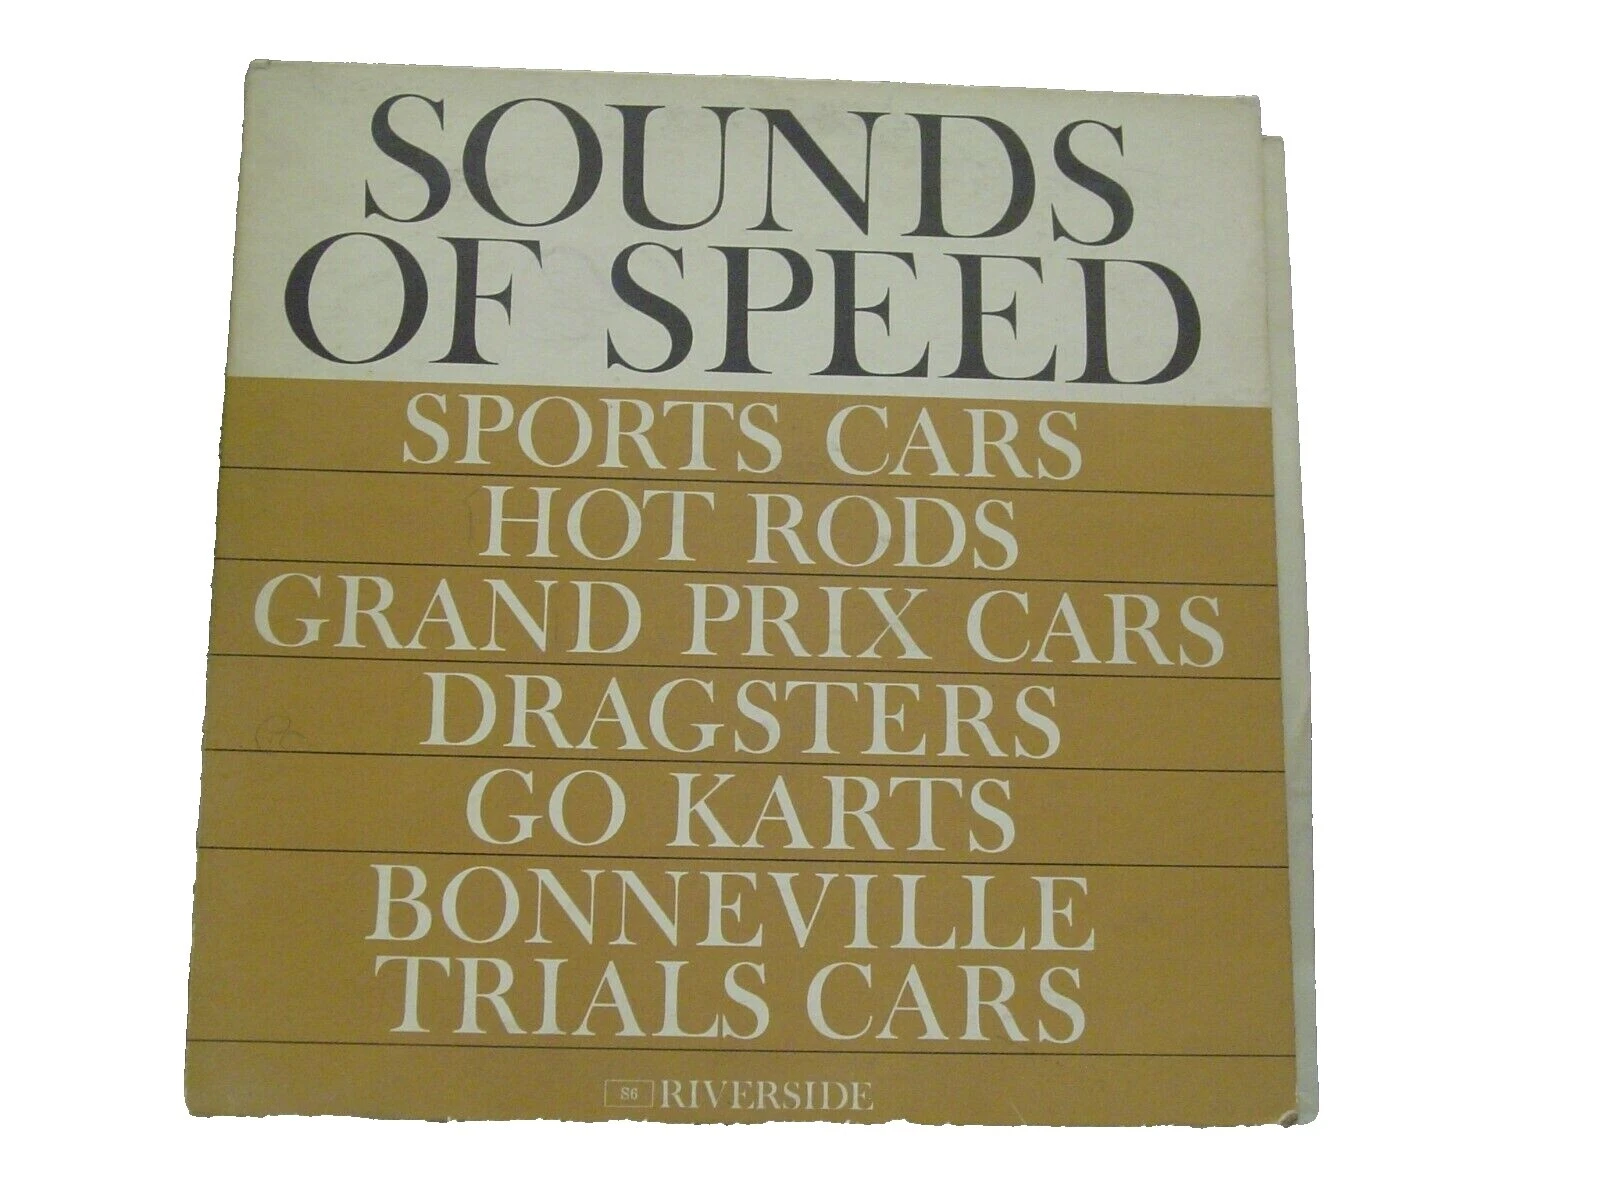 SOUNDS
OF SPEED
SPORTS CARS
HOT RODS
GRAND PRIX CARS
DRAGSTERS
GO KARTS
BONNEVILLE
TRIALS CARS
S6 RIVERSIDE